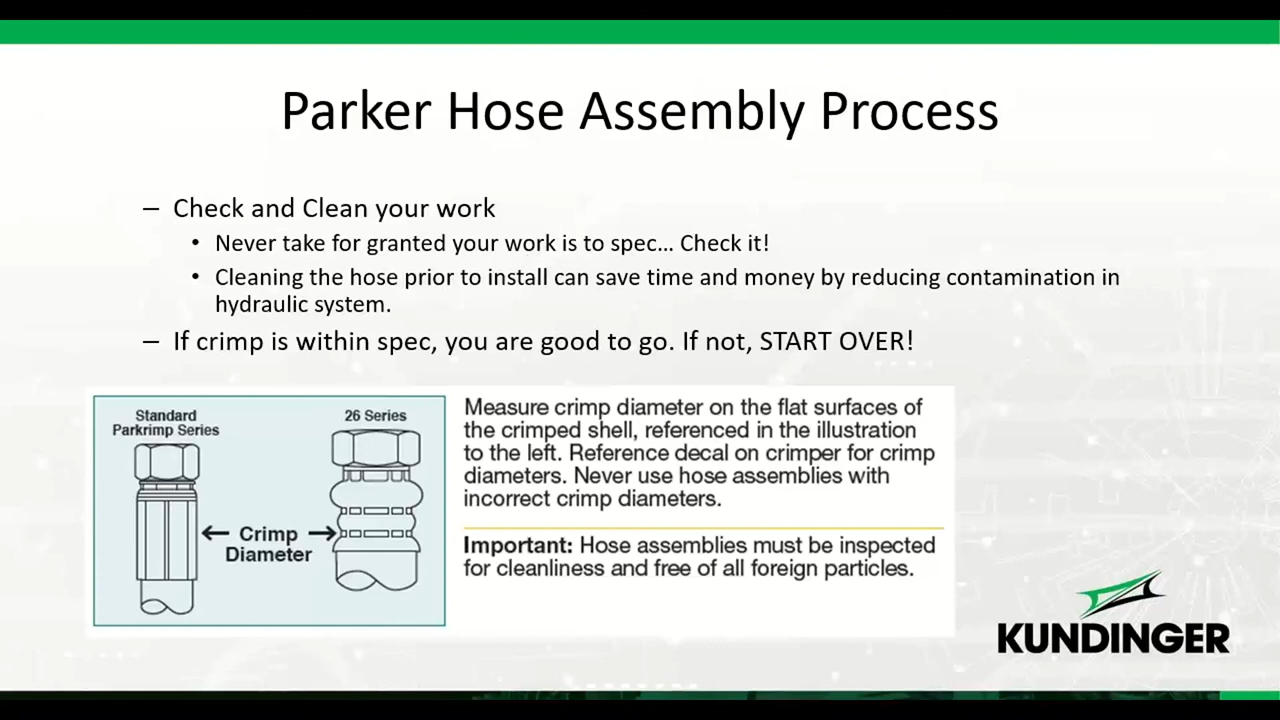 Parker Hose Assembly Process
– Check and Clean your work
• Never take for granted your work is to spec… Check it!
• Cleaning the hose prior to install can save time and money by reducing contamination in
hydraulic system.
– If crimp is within spec, you are good to go. If not, START OVER!
Standard
Parkrimp Series
26 Series
Crimp
Diameter
Measure crimp diameter on the flat surfaces of
the crimped shell, referenced in the illustration
to the left. Reference decal on crimper for crimp
diameters. Never use hose assemblies with
incorrect crimp diameters.
Important: Hose assemblies must be inspected
for cleanliness and free of all foreign particles.
KUNDINGER